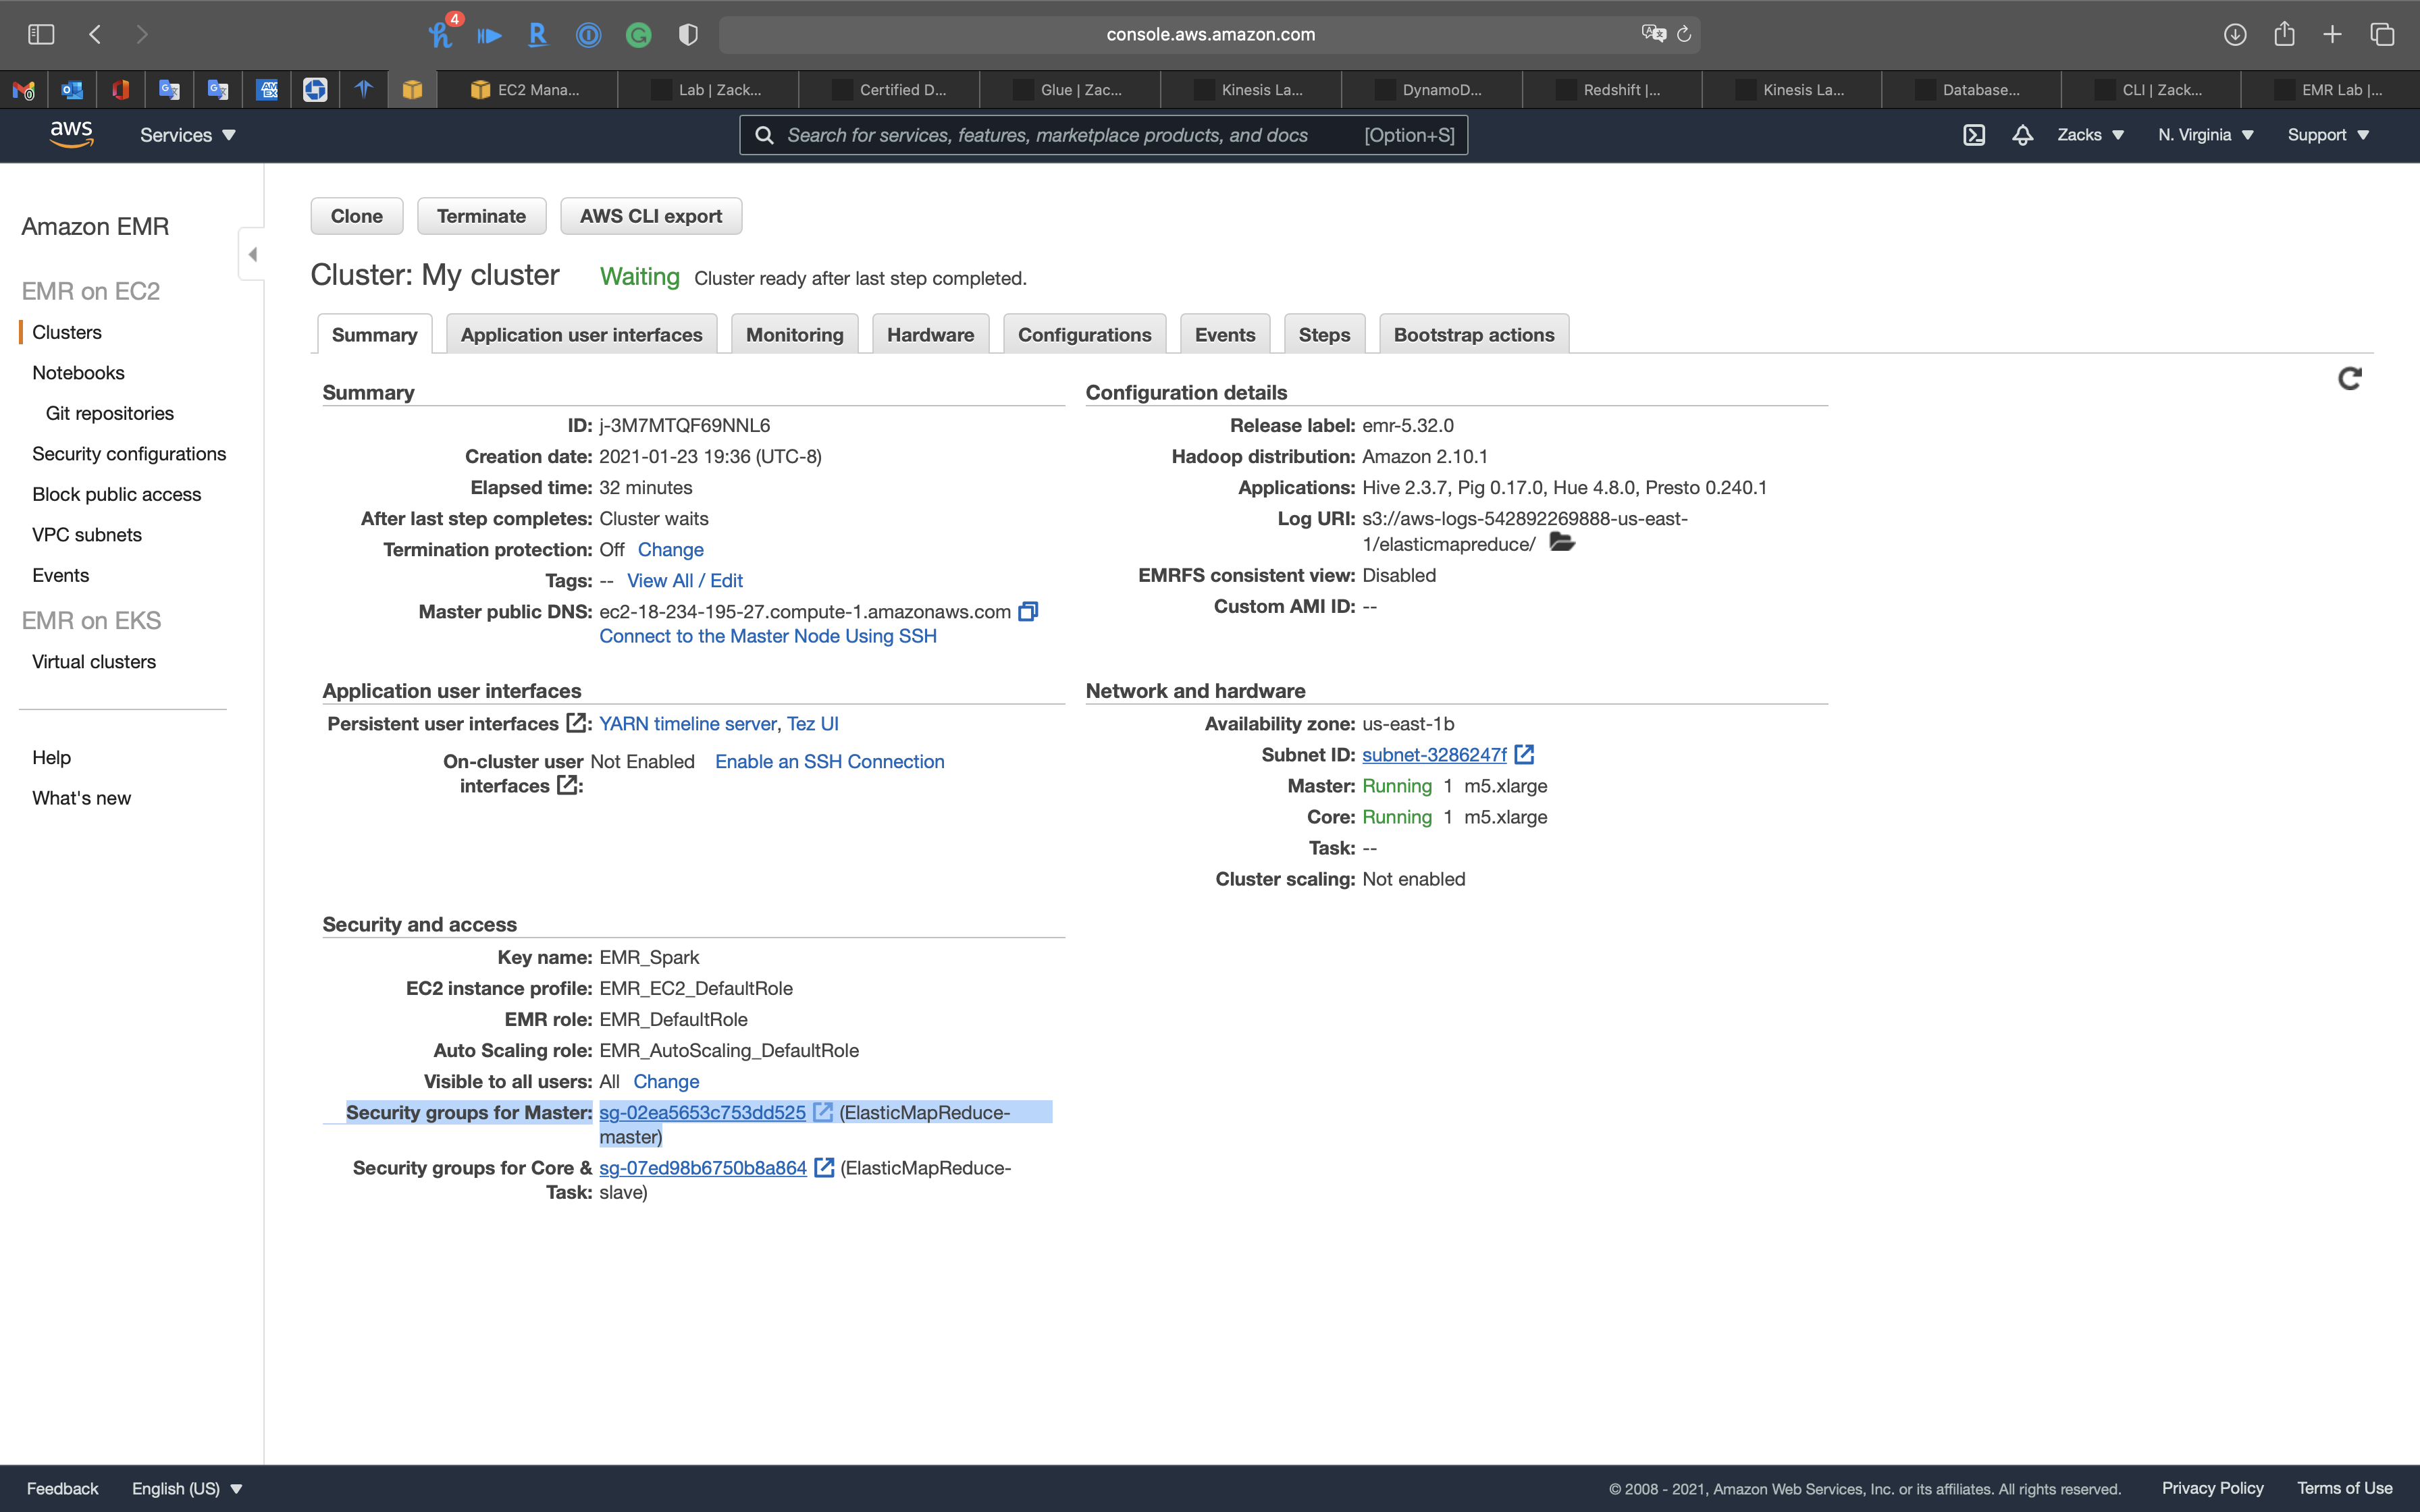 4
console.aws.amazon.com
EC2 Mana...
Lab | Zack...
Certified D...
Glue | Zac...
Kinesis La...
DynamoD...
Redshift |...
Kinesis La...
Database...
CLI | Zack...
EMR Lab |...
aws
Services
Search for services, features, marketplace products, and docs [Option+S]
Zacks
N. Virginia
Support
Amazon EMR
EMR on EC2
Clusters
Notebooks
Git repositories
Security configurations
Block public access
VPC subnets
Events
EMR on EKS
Virtual clusters
Help
What's new
Clone
Terminate
AWS CLI export
Cluster: My cluster Waiting Cluster ready after last step completed.
Summary
Application user interfaces
Monitoring
Hardware
Configurations
Events
Steps
Bootstrap actions
Summary
ID: j-3M7MTQF69NNL6
Creation date: 2021-01-23 19:36 (UTC-8)
Elapsed time: 32 minutes
After last step completes: Cluster waits
Termination protection: Off Change
Tags: -- View All / Edit
Master public DNS: ec2-18-234-195-27.compute-1.amazonaws.com
Connect to the Master Node Using SSH
Configuration details
Release label: emr-5.32.0
Hadoop distribution: Amazon 2.10.1
Applications: Hive 2.3.7, Pig 0.17.0, Hue 4.8.0, Presto 0.240.1
Log URI: s3://aws-logs-542892269888-us-east-
1/elasticmapreduce/
EMRFS consistent view: Disabled
Custom AMI ID: --
Application user interfaces
Persistent user interfaces : YARN timeline server, Tez UI
On-cluster user Not Enabled Enable an SSH Connection
interfaces :
Network and hardware
Availability zone: us-east-1b
Subnet ID: subnet-3286247f
Master: Running 1 m5.xlarge
Core: Running 1 m5.xlarge
Task: --
Cluster scaling: Not enabled
Security and access
Key name: EMR_Spark
EC2 instance profile: EMR_EC2_DefaultRole
EMR role: EMR_DefaultRole
Auto Scaling role: EMR_AutoScaling_DefaultRole
Visible to all users: All Change
Security groups for Master: sg-02ea5653c753dd525 (ElasticMapReduce-
master)
Security groups for Core & sg-07ed98b6750b8a864 (ElasticMapReduce-
Task: slave)
Feedback
English (US)
© 2008 - 2021, Amazon Web Services, Inc. or its affiliates. All rights reserved.
Privacy Policy
Terms of Use